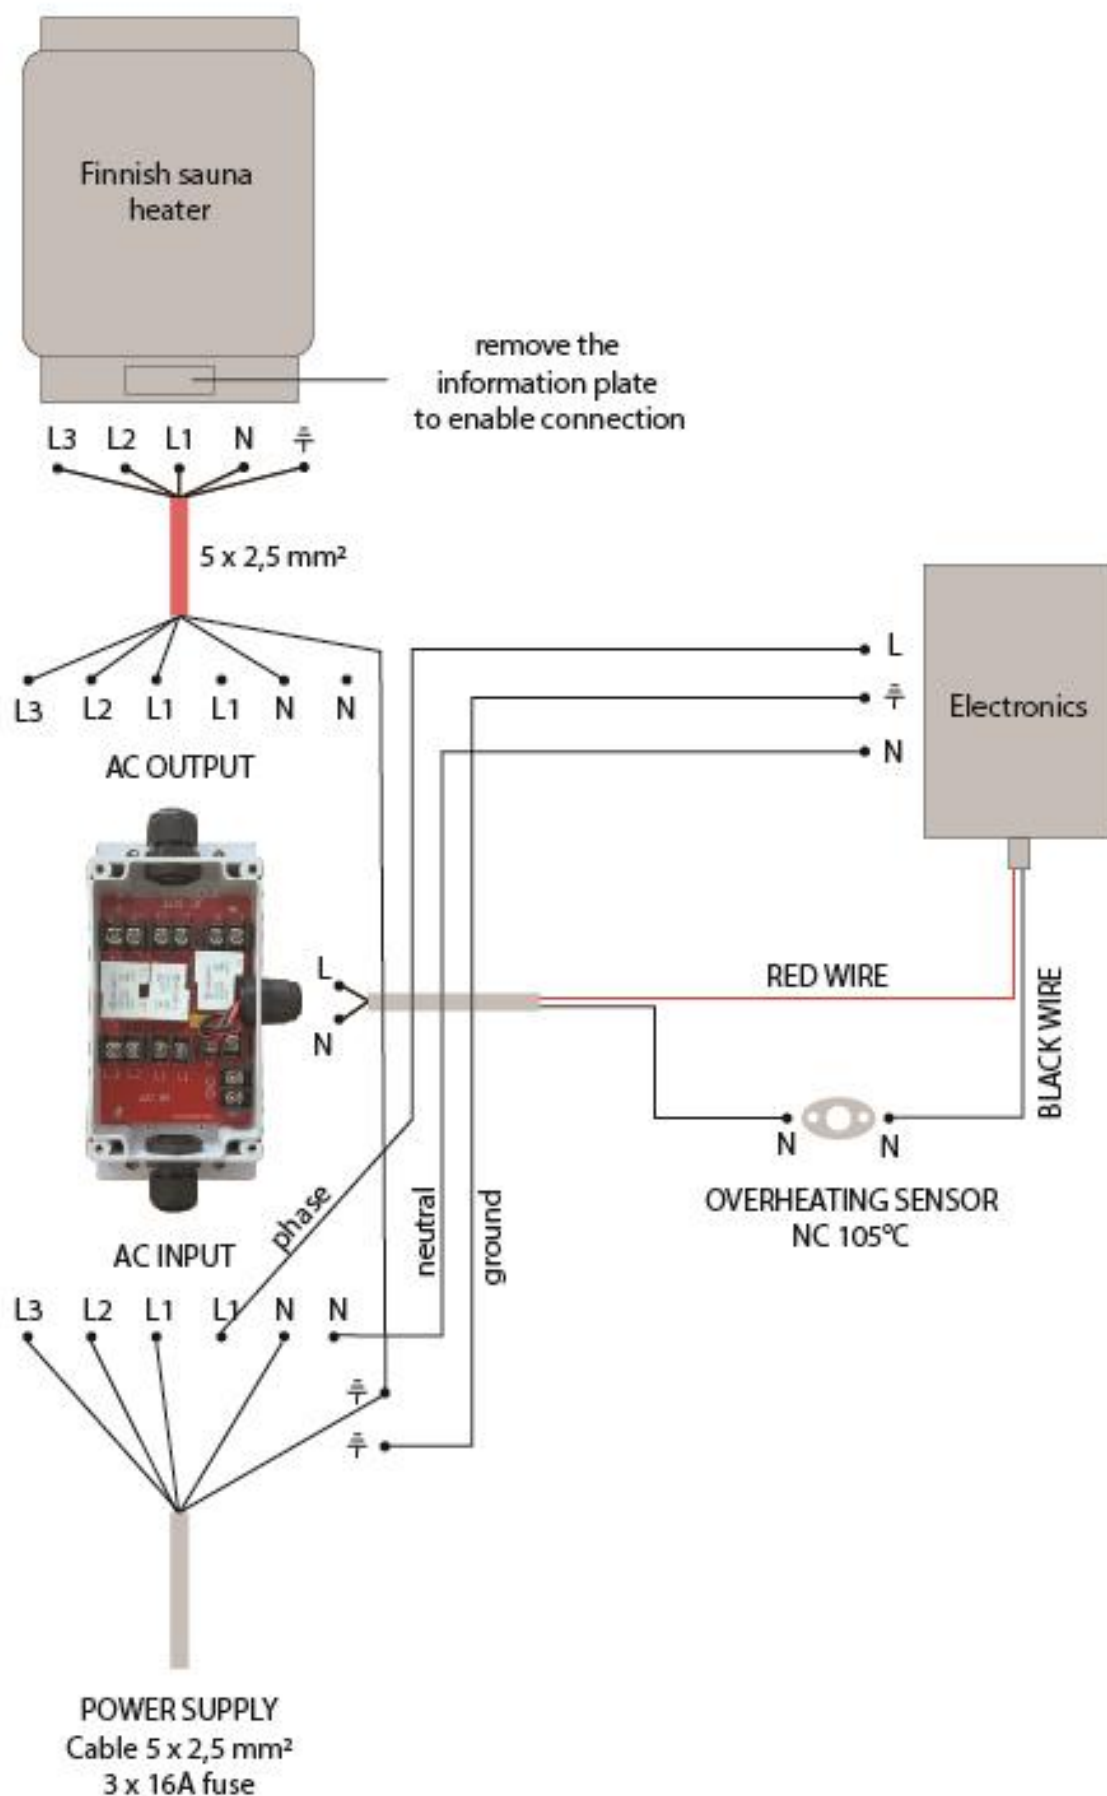 Finnish sauna
heater
remove the
information plate
to enable connection
L3 L2 L1 N
5 x 2,5 mm²
L
N
Electronics
L3 L2 L1 L1 N N
AC OUTPUT
L
N
RED WIRE
BLACK WIRE
N N
OVERHEATING SENSOR
NC 105°C
phase
neutral
ground
AC INPUT
L3 L2 L1 L1 N N
POWER SUPPLY
Cable 5 x 2,5 mm²
3 x 16A fuse